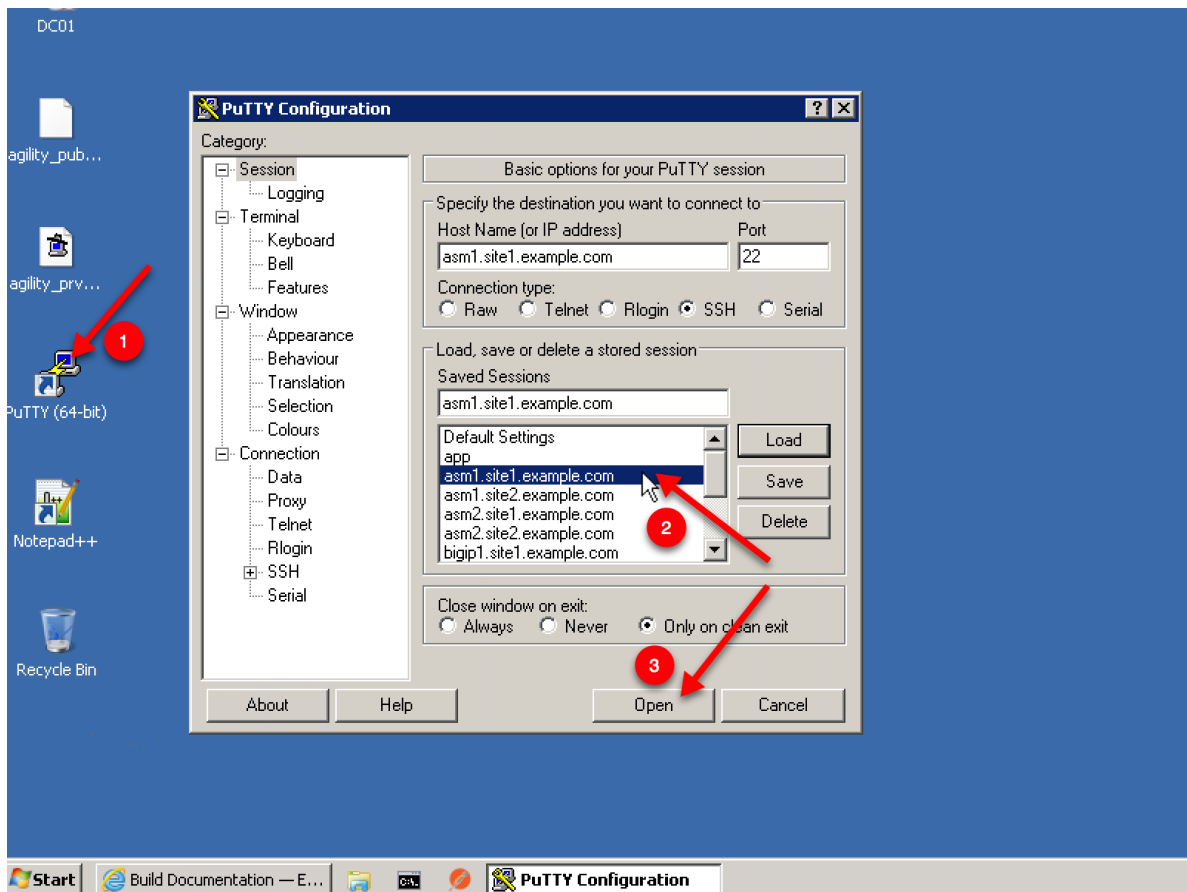 DC01
agility_pub...
agility_prv...
1
PuTTY (64-bit)
Notepad++
Recycle Bin
PuTTY Configuration
Category:
Session
Logging
Terminal
Keyboard
Bell
Features
Window
Appearance
Behaviour
Translation
Selection
Colours
Connection
Data
Proxy
Telnet
Rlogin
SSH
Serial
Basic options for your PuTTY session
Specify the destination you want to connect to
Host Name (or IP address) Port
asm1.site1.example.com 22
Connection type:
Raw Telnet Rlogin SSH Serial
Load, save or delete a stored session
Saved Sessions
asm1.site1.example.com
Default Settings
app
asm1.site1.example.com
asm1.site2.example.com
asm2.site1.example.com
asm2.site2.example.com
bigip1.site1.example.com
Load
Save
Delete
2
Close window on exit:
Always Never Only on clean exit
3
About Help Open Cancel
Start Build Documentation — E... C:\. PuTTY Configuration